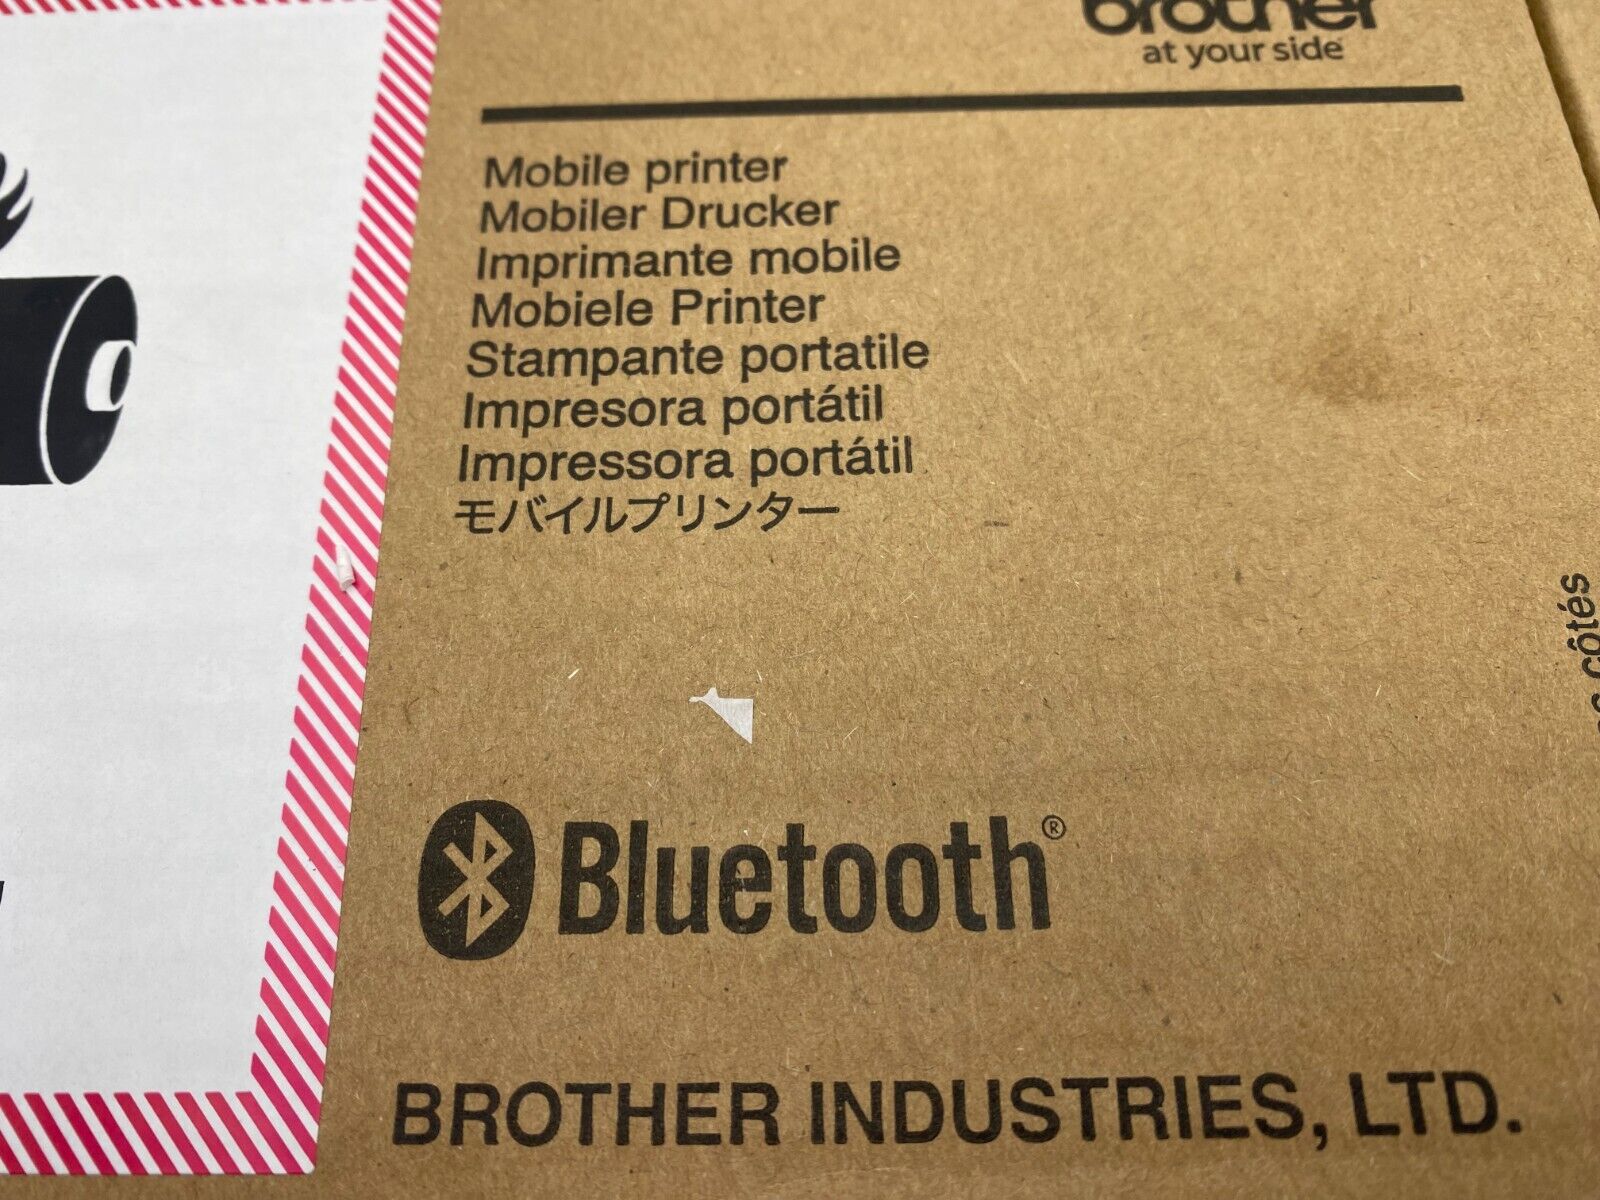 brother
at your side
Mobile printer
Mobiler Drucker
Imprimante mobile
Mobiele Printer
Stampante portatile
Impresora portátil
Impressora portátil
モバイルプリンター
côtés
Bluetooth®
BROTHER INDUSTRIES, LTD.